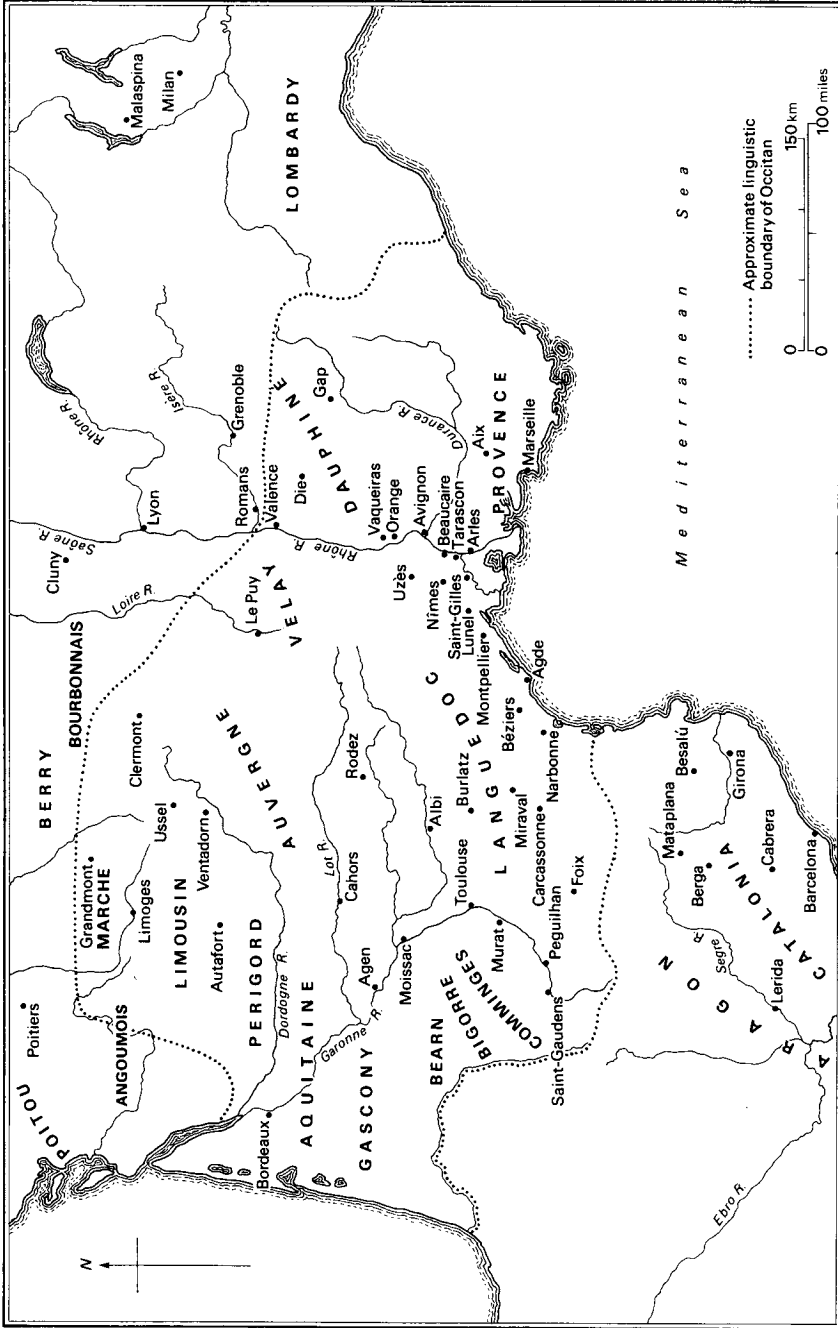 N
POITOU
Poitiers
BERRY
BOURBONNAIS
Cluny
Saône R.
Loire R.
Rhône R.
Malaspina
Milan
ANGOUMOIS
Grandmont
MARCHE
Limoges
LIMOUSIN
Ussel
Clermont
Ventadorn
Autafort
Lyon
Isère R.
Grenoble
Romans
LOMBARDY
PERIGORD
Dordogne R.
AUVERGNE
Le Puy
VELAY
Valence
Die
DAUPHINÉ
Gap
Bordeaux
AQUITAINE
Garonne R.
GASCONY
Agen
Lot R.
Cahors
Rodez
Moissac
Albi
Rhône R.
Vaqueiras
Orange
Avignon
Uzès
Durance R.
Beaucaire
Tarascon
Arles
Nîmes
Saint-Gilles
Lunel
Montpellier
Aix
PROVENCE
Marseille
BEARN
BIGORRE
COMMINGES
Toulouse
Burlatz
LANGUEDOC
Murat
Miraval
Béziers
Agde
Carcassonne
Narbonne
Peguilhan
Foix
Saint-Gaudens
Mediterranean Sea
Ebro R.
ARAGON
Segre R.
Lerida
CATALONIA
Mataplana
Berga
Besalú
Girona
Cabrera
Barcelona
Approximate linguistic
boundary of Occitan
0 150 km
0 100 miles